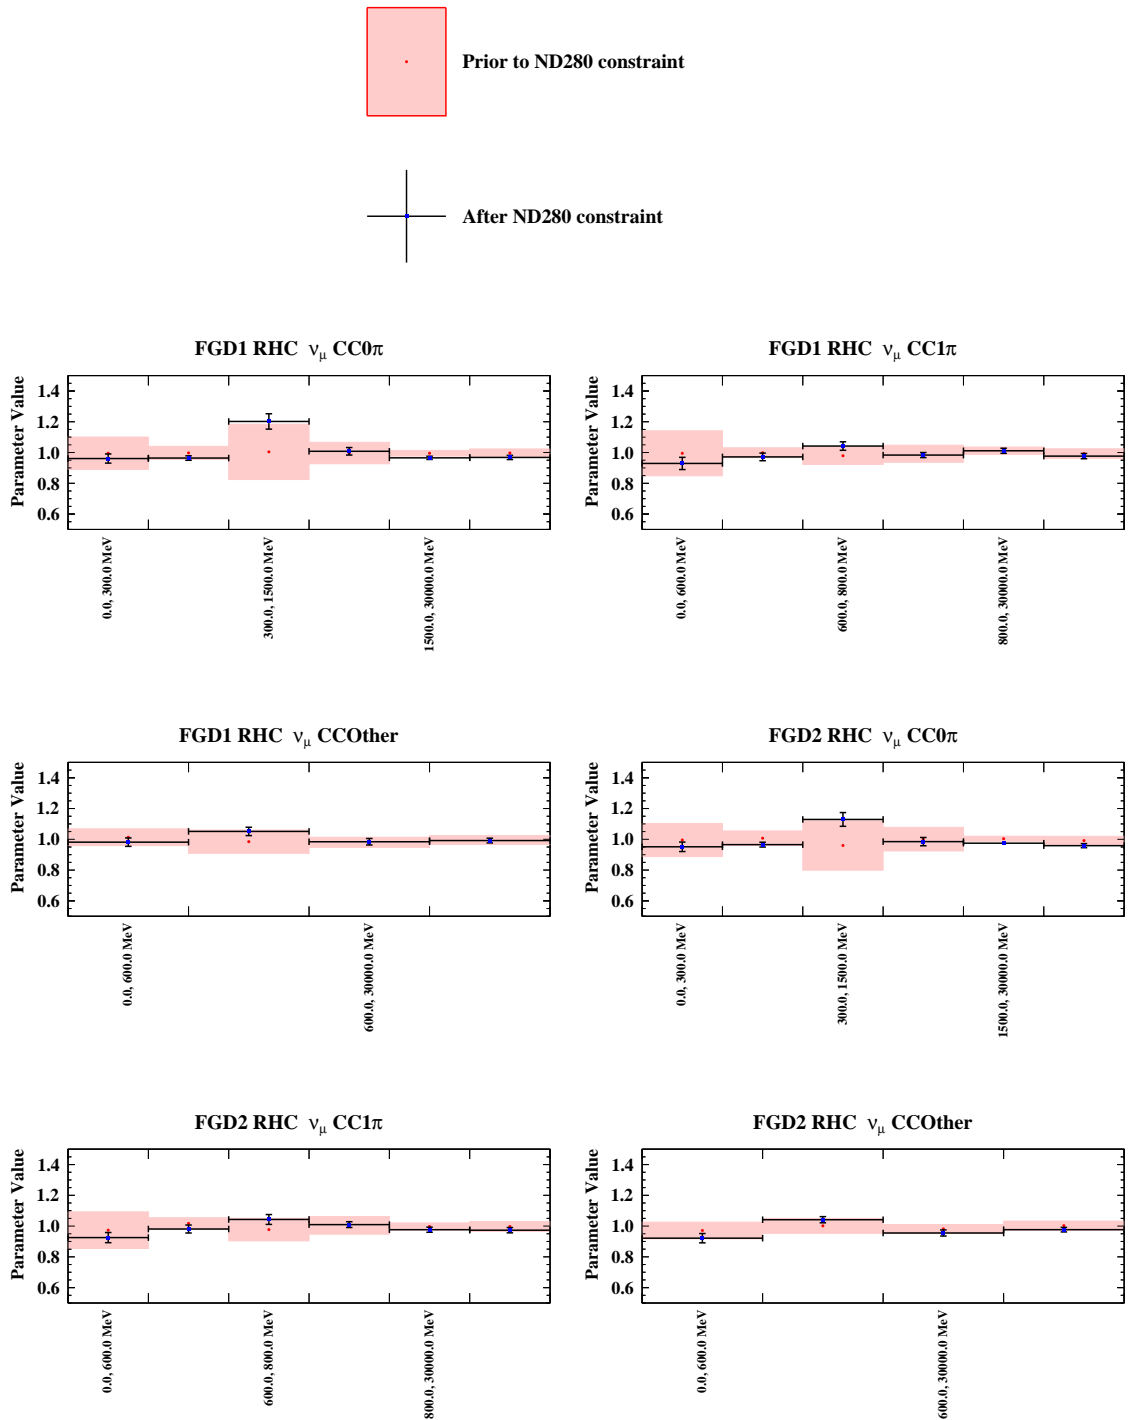 Prior to ND280 constraint
After ND280 constraint
FGD1 RHC νμ CC0π
Parameter Value
1.4
1.2
1.0
0.8
0.6
0.0, 300.0 MeV
300.0, 1500.0 MeV
1500.0, 30000.0 MeV
FGD1 RHC νμ CC1π
Parameter Value
1.4
1.2
1.0
0.8
0.6
0.0, 600.0 MeV
600.0, 800.0 MeV
800.0, 30000.0 MeV
FGD1 RHC νμ CCOther
Parameter Value
1.4
1.2
1.0
0.8
0.6
0.0, 600.0 MeV
600.0, 30000.0 MeV
FGD2 RHC νμ CC0π
Parameter Value
1.4
1.2
1.0
0.8
0.6
0.0, 300.0 MeV
300.0, 1500.0 MeV
1500.0, 30000.0 MeV
FGD2 RHC νμ CC1π
Parameter Value
1.4
1.2
1.0
0.8
0.6
0.0, 600.0 MeV
600.0, 800.0 MeV
800.0, 30000.0 MeV
FGD2 RHC νμ CCOther
Parameter Value
1.4
1.2
1.0
0.8
0.6
0.0, 600.0 MeV
600.0, 30000.0 MeV